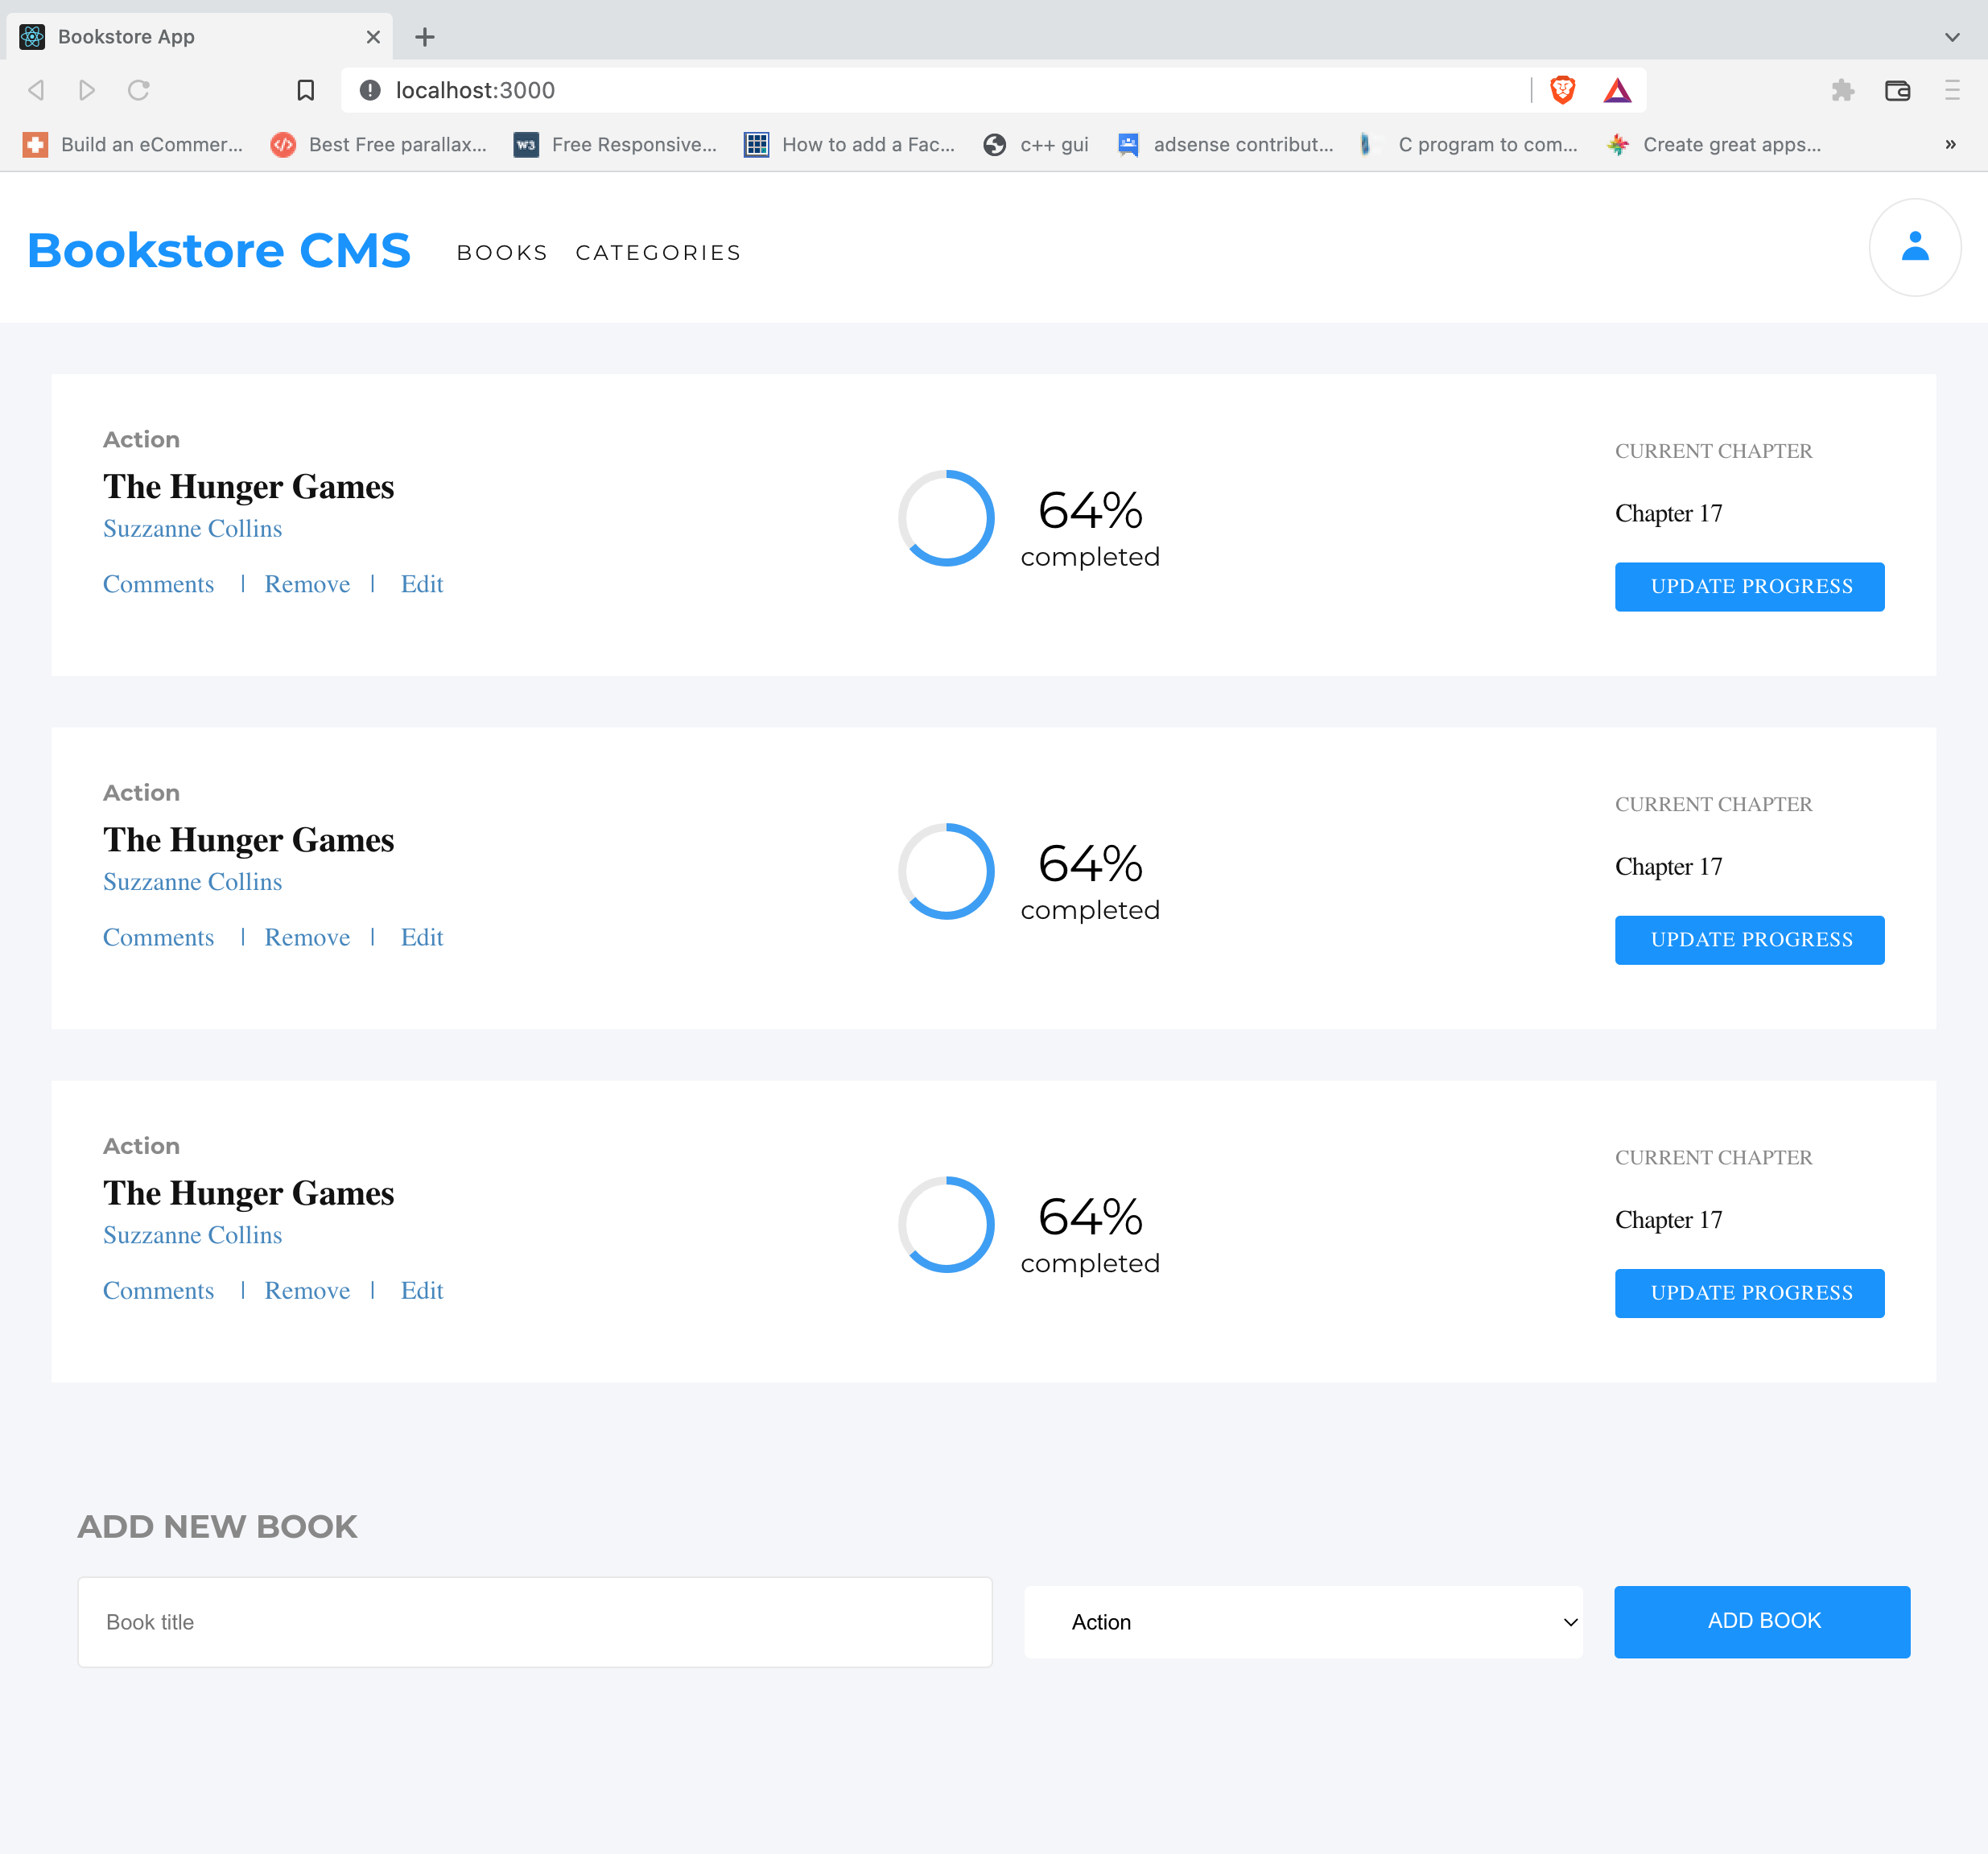 Bookstore App
localhost:3000
Build an eCommer... Best Free parallax... W3 Free Responsive... How to add a Fac... c++ gui adsense contribut... C program to com... Create great apps... »
Bookstore CMS BOOKS CATEGORIES
Action
The Hunger Games
Suzzanne Collins
Comments | Remove | Edit
64%
completed
CURRENT CHAPTER
Chapter 17
UPDATE PROGRESS
Action
The Hunger Games
Suzzanne Collins
Comments | Remove | Edit
64%
completed
CURRENT CHAPTER
Chapter 17
UPDATE PROGRESS
Action
The Hunger Games
Suzzanne Collins
Comments | Remove | Edit
64%
completed
CURRENT CHAPTER
Chapter 17
UPDATE PROGRESS
ADD NEW BOOK
Book title Action ADD BOOK